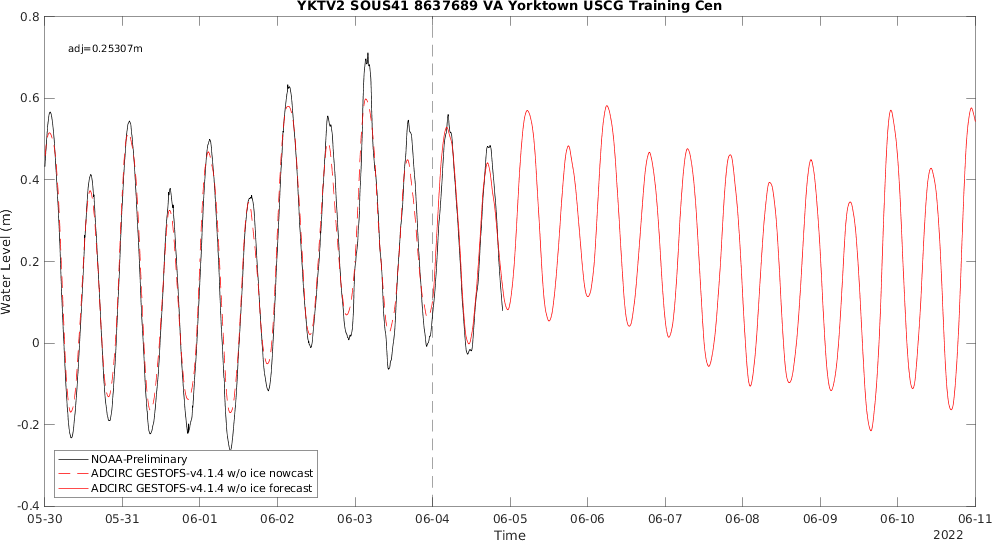 YKTV2 SOUS41 8637689 VA Yorktown USCG Training Cen
adj=0.25307m
Water Level (m)
0.8
0.6
0.4
0.2
0
-0.2
-0.4
NOAA-Preliminary
ADCIRC GESTOFS-v4.1.4 w/o ice nowcast
ADCIRC GESTOFS-v4.1.4 w/o ice forecast
05-30 05-31 06-01 06-02 06-03 06-04 06-05 06-06 06-07 06-08 06-09 06-10 06-11
Time
2022